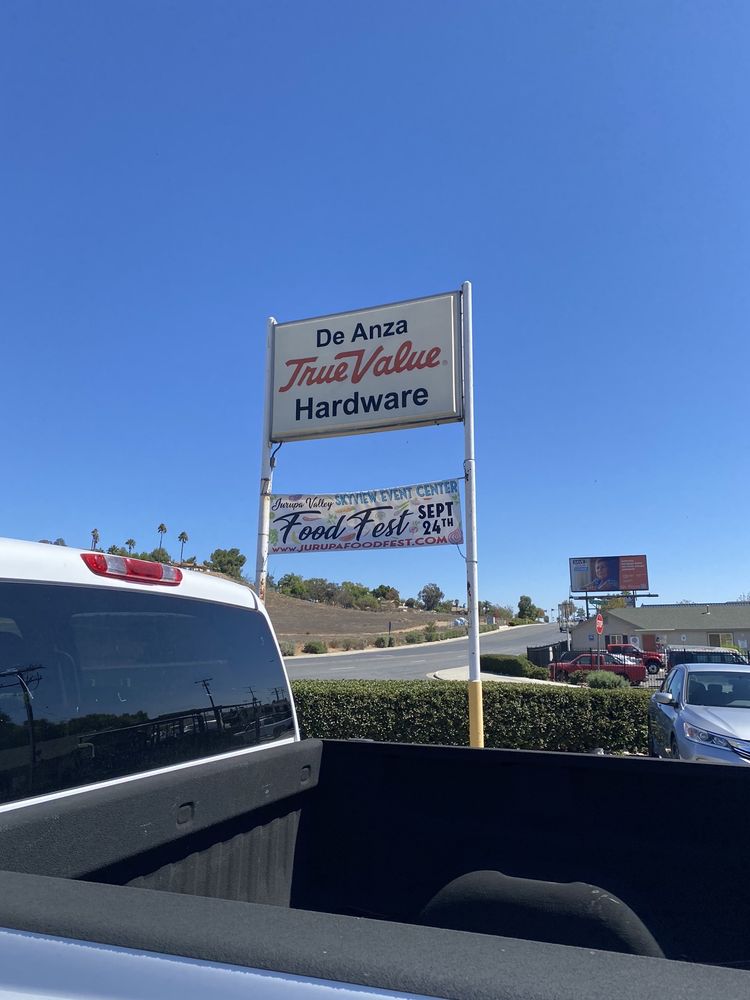 De Anza
True Value®
Hardware
Jurupa Valley SKYVIEW EVENT CENTER
Food Fest SEPT 24TH
WWW.JURUPAFOODFEST.COM